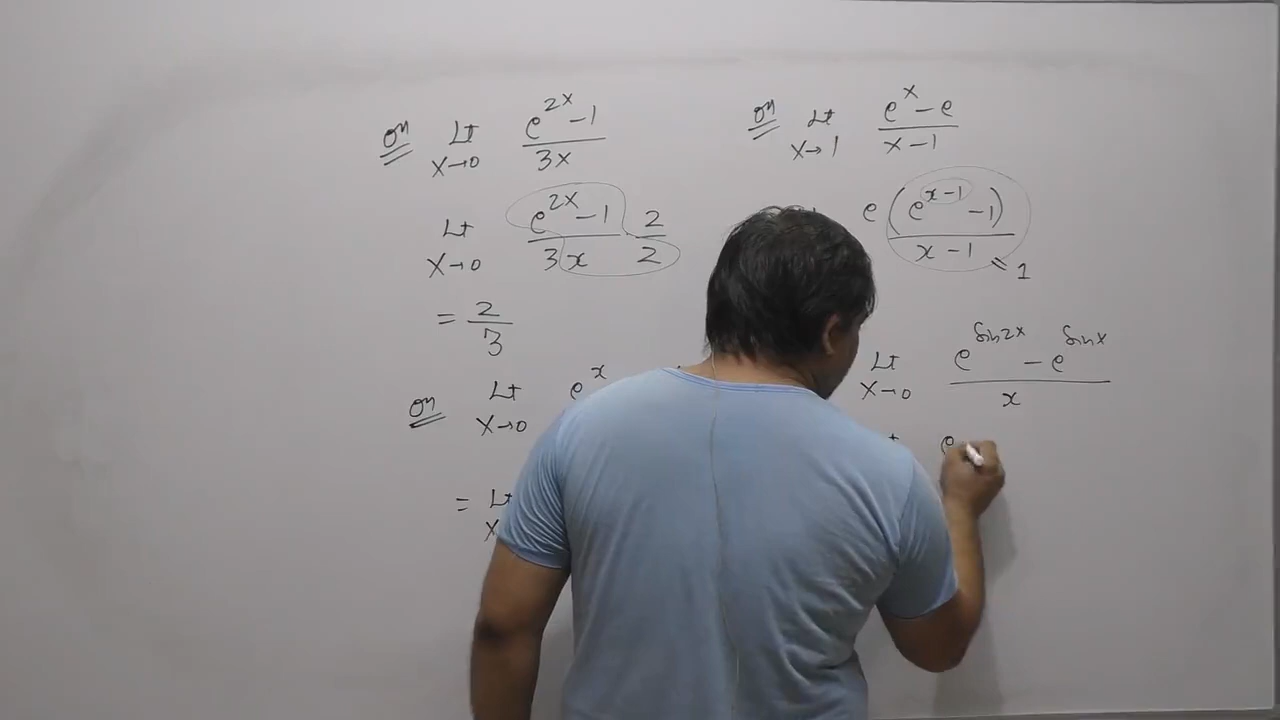 Qn Lt x→0 (e^{2x} - 1)/(3x)
Lt x→0 (e^{2x} - 1)/(3x) · 2/2
= 2/3
Qn Lt x→0 e^x
= Lt x
Qn Lt x→1 (e^x - e)/(x - 1)
e(e^{x-1} - 1)/(x - 1) = 1
Lt x→0 (e^{sin2x} - e^{sinx})/x
e